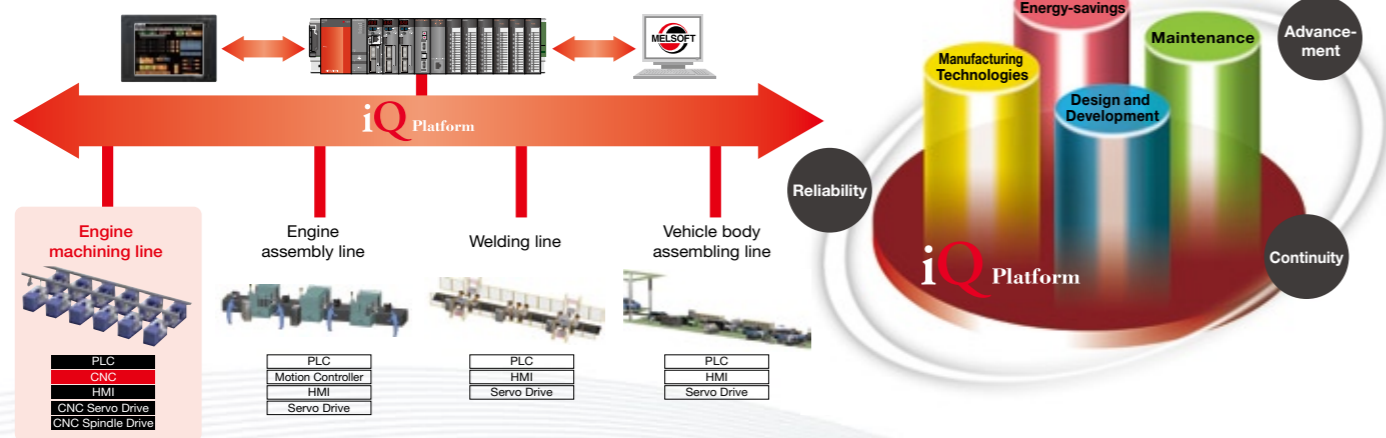 MELSOFT
iQ Platform
Engine
machining line
PLC
CNC
HMI
CNC Servo Drive
CNC Spindle Drive
Engine
assembly line
PLC
Motion Controller
HMI
Servo Drive
Welding line
PLC
HMI
Servo Drive
Vehicle body
assembling line
PLC
HMI
Servo Drive
Energy-savings
Manufacturing
Technologies
Maintenance
Design and
Development
Advance-
ment
Reliability
Continuity
iQ Platform